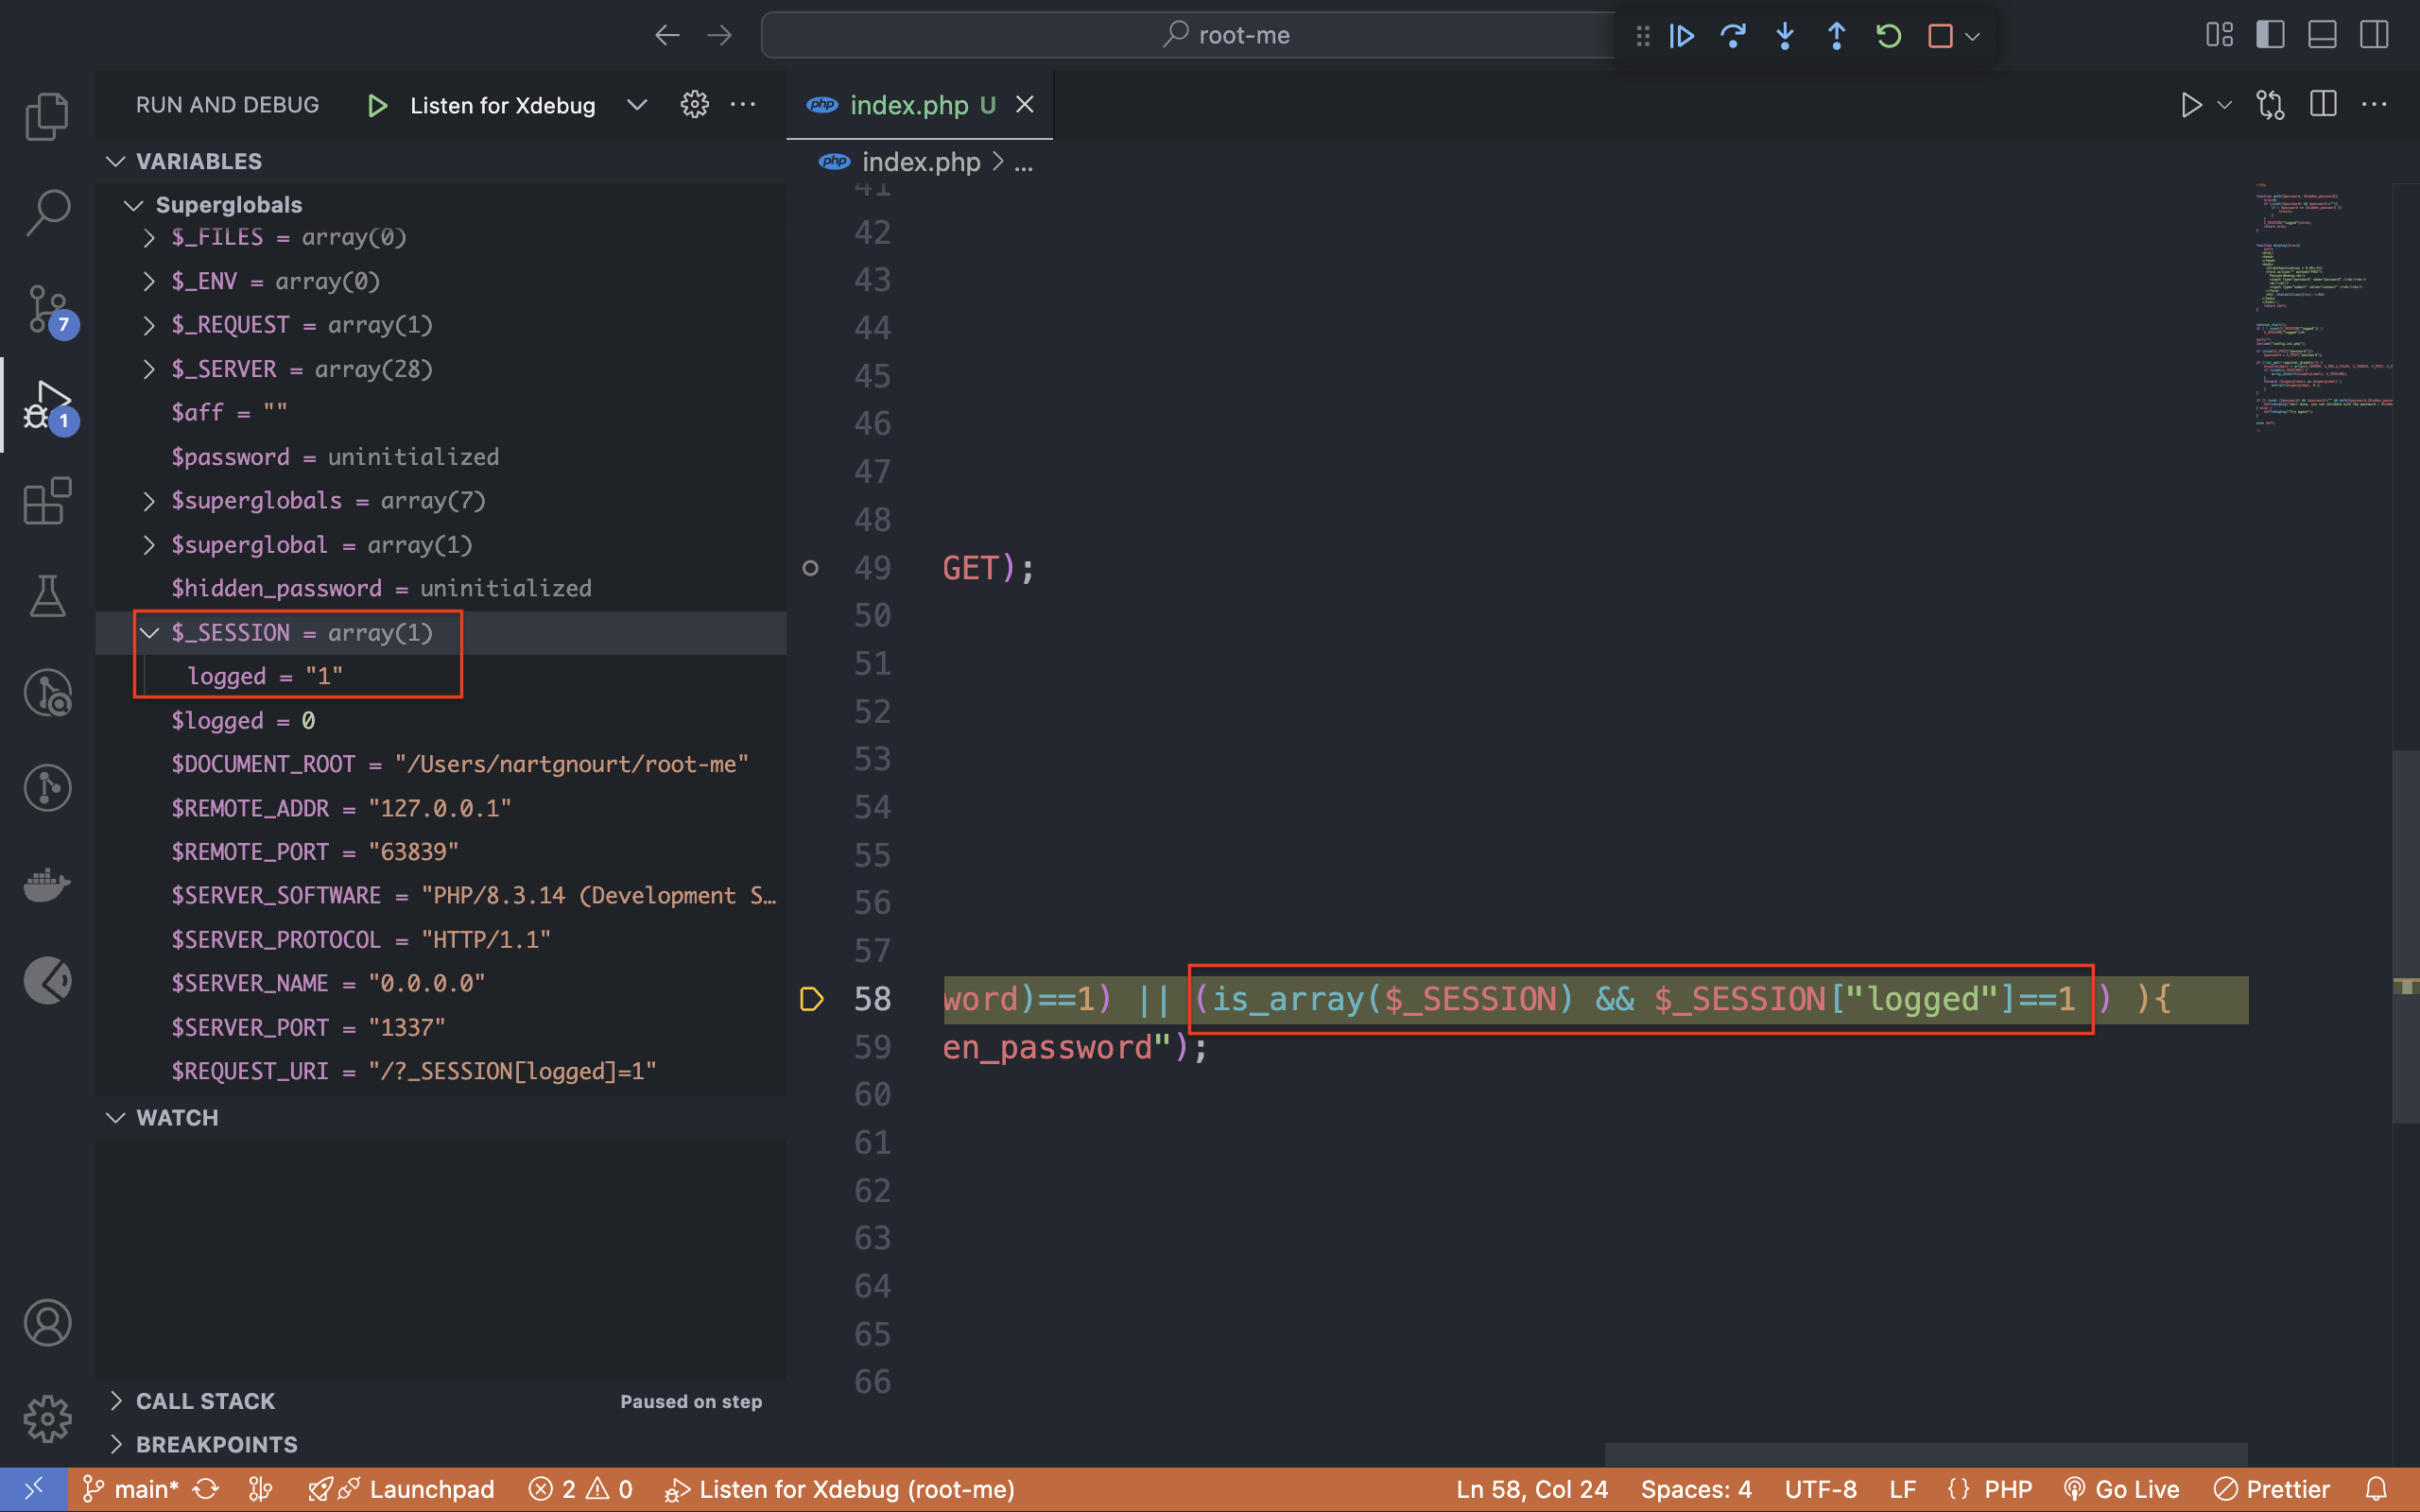 root-me
RUN AND DEBUG
Listen for Xdebug
php index.php U
VARIABLES
php index.php > ...
Superglobals
$_FILES = array(0)
$_ENV = array(0)
$_REQUEST = array(1)
$_SERVER = array(28)
$aff = ""
$password = uninitialized
$superglobals = array(7)
$superglobal = array(1)
$hidden_password = uninitialized
$_SESSION = array(1)
logged = "1"
$logged = 0
$DOCUMENT_ROOT = "/Users/nartgnourt/root-me"
$REMOTE_ADDR = "127.0.0.1"
$REMOTE_PORT = "63839"
$SERVER_SOFTWARE = "PHP/8.3.14 (Development S…
$SERVER_PROTOCOL = "HTTP/1.1"
$SERVER_NAME = "0.0.0.0"
$SERVER_PORT = "1337"
$REQUEST_URI = "/?_SESSION[logged]=1"
WATCH
CALL STACK Paused on step
BREAKPOINTS
7
1
41
42
43
44
45
46
47
48
49 GET);
50
51
52
53
54
55
56
57
58 word)==1) || (is_array($_SESSION) && $_SESSION["logged"]==1 ) ){
59 en_password");
60
61
62
63
64
65
66
main* Launchpad 2 0 Listen for Xdebug (root-me) Ln 58, Col 24 Spaces: 4 UTF-8 LF {} PHP Go Live Prettier